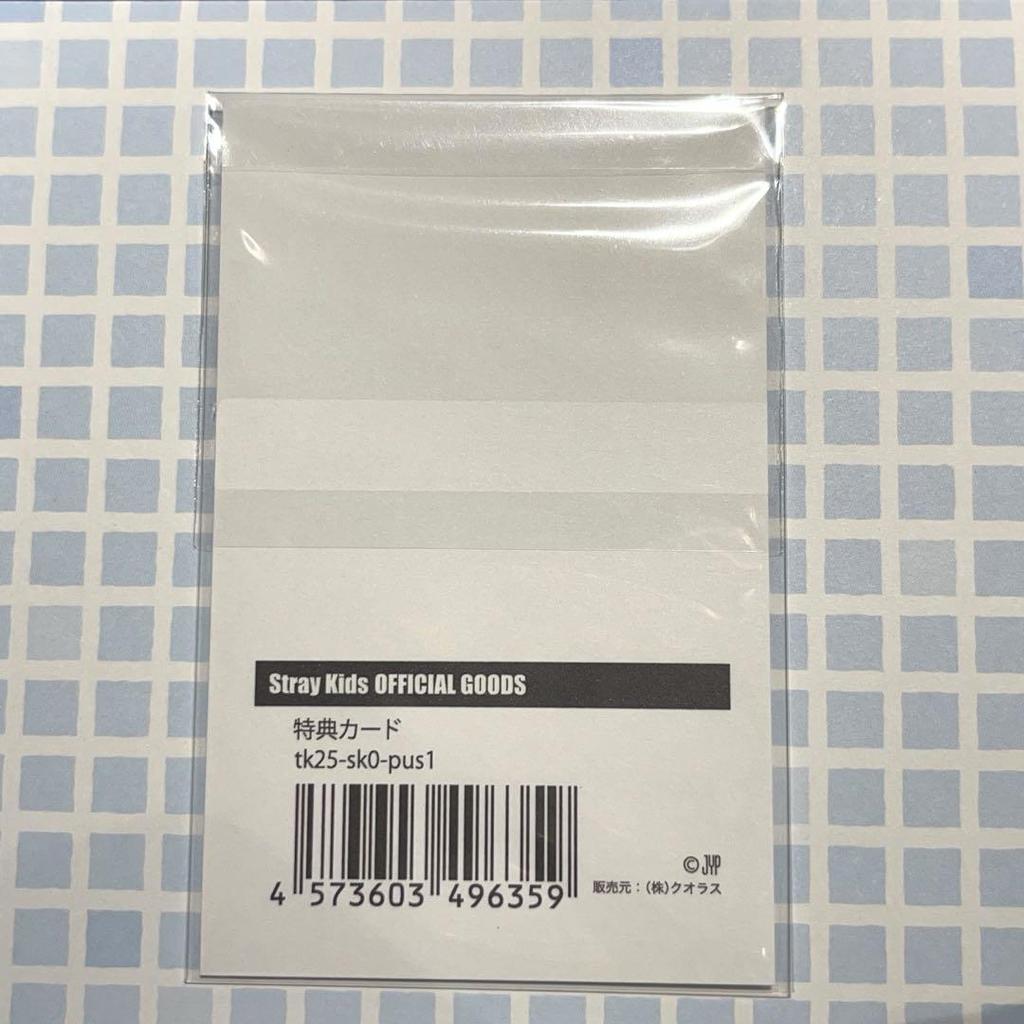 Stray Kids OFFICIAL GOODS
特典カード
tk25-sk0-pus1
4 573603 496359
© JYP
販売元：(株)クオラス